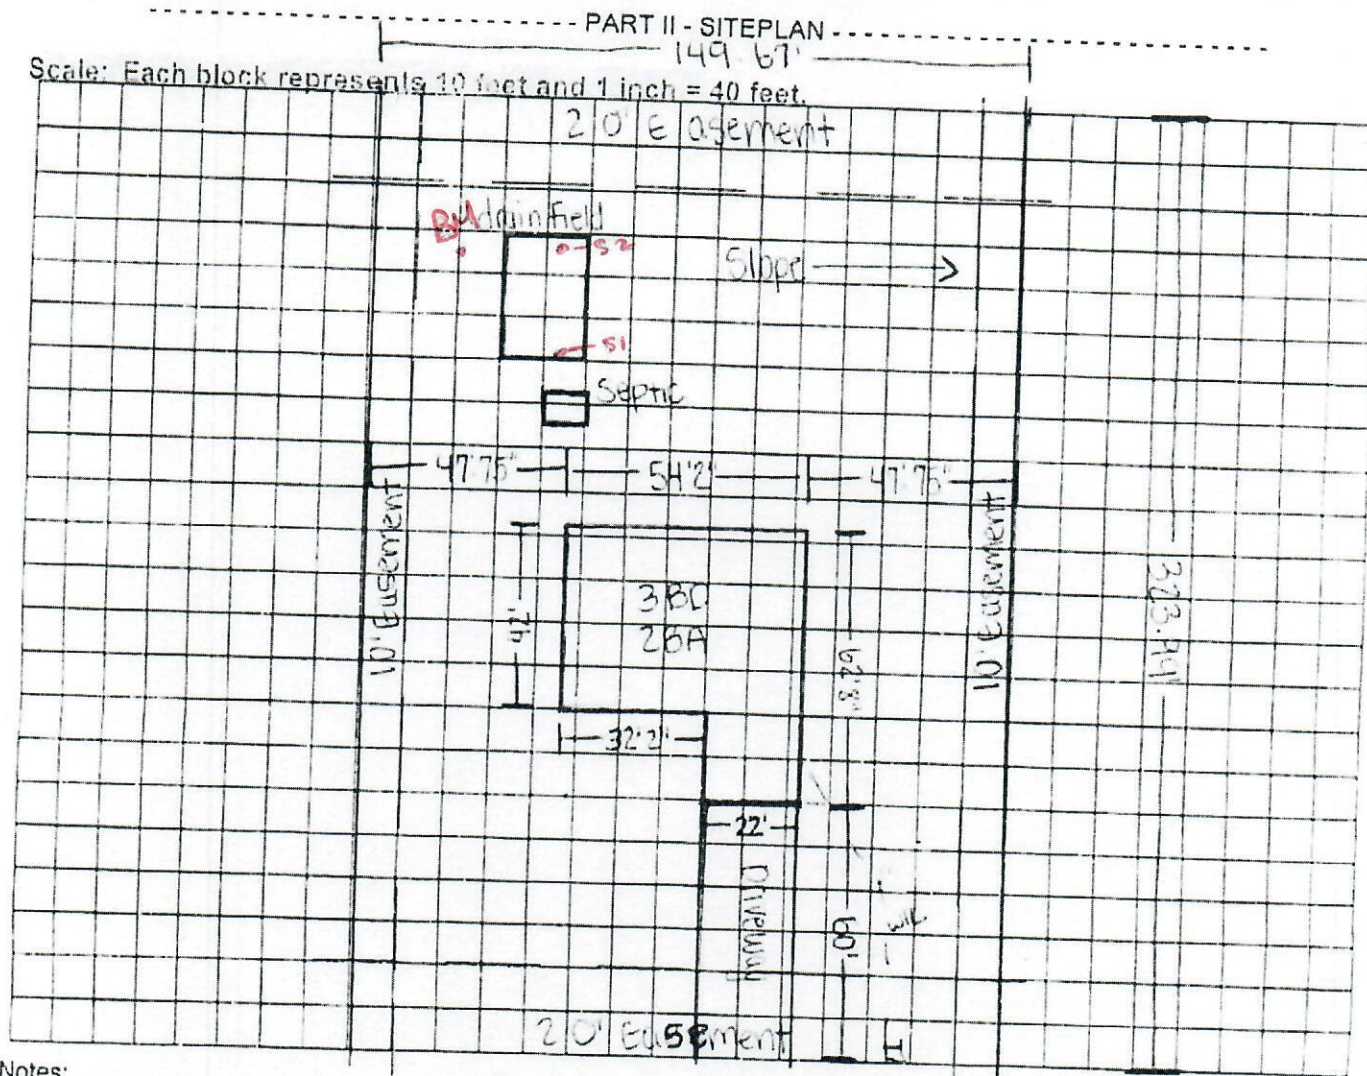 PART II - SITEPLAN
149.67'
Scale: Each block represents 10 feet and 1 inch = 40 feet.
20' Easement
BM drainfield
S2
Slope
S1
Septic
47'75" 54'2" 47'75"
10' Easement
42'
3BD
2BA
62'8"
10' Easement
32'2"
22'
Driveway
60'
20' Easement
Notes: